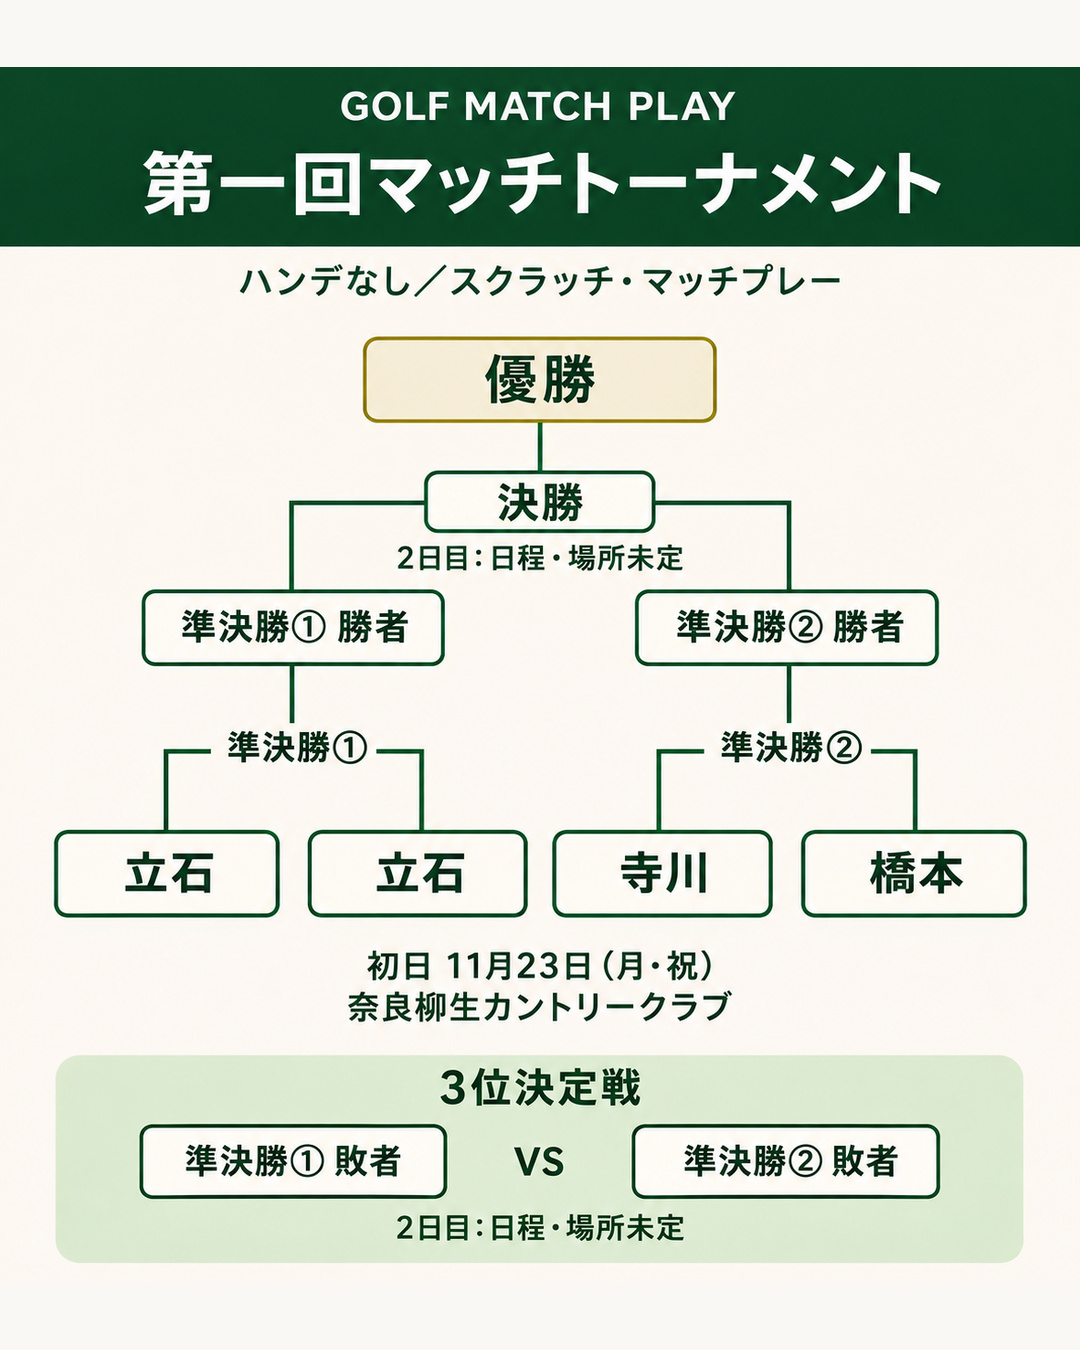 GOLF MATCH PLAY
第一回マッチトーナメント
ハンデなし／スクラッチ・マッチプレー
優勝
決勝
2日目：日程・場所未定
準決勝① 勝者
準決勝② 勝者
準決勝①
準決勝②
立石
立石
寺川
橋本
初日 11月23日（月・祝）
奈良柳生カントリークラブ
3位決定戦
準決勝① 敗者
VS
準決勝② 敗者
2日目：日程・場所未定